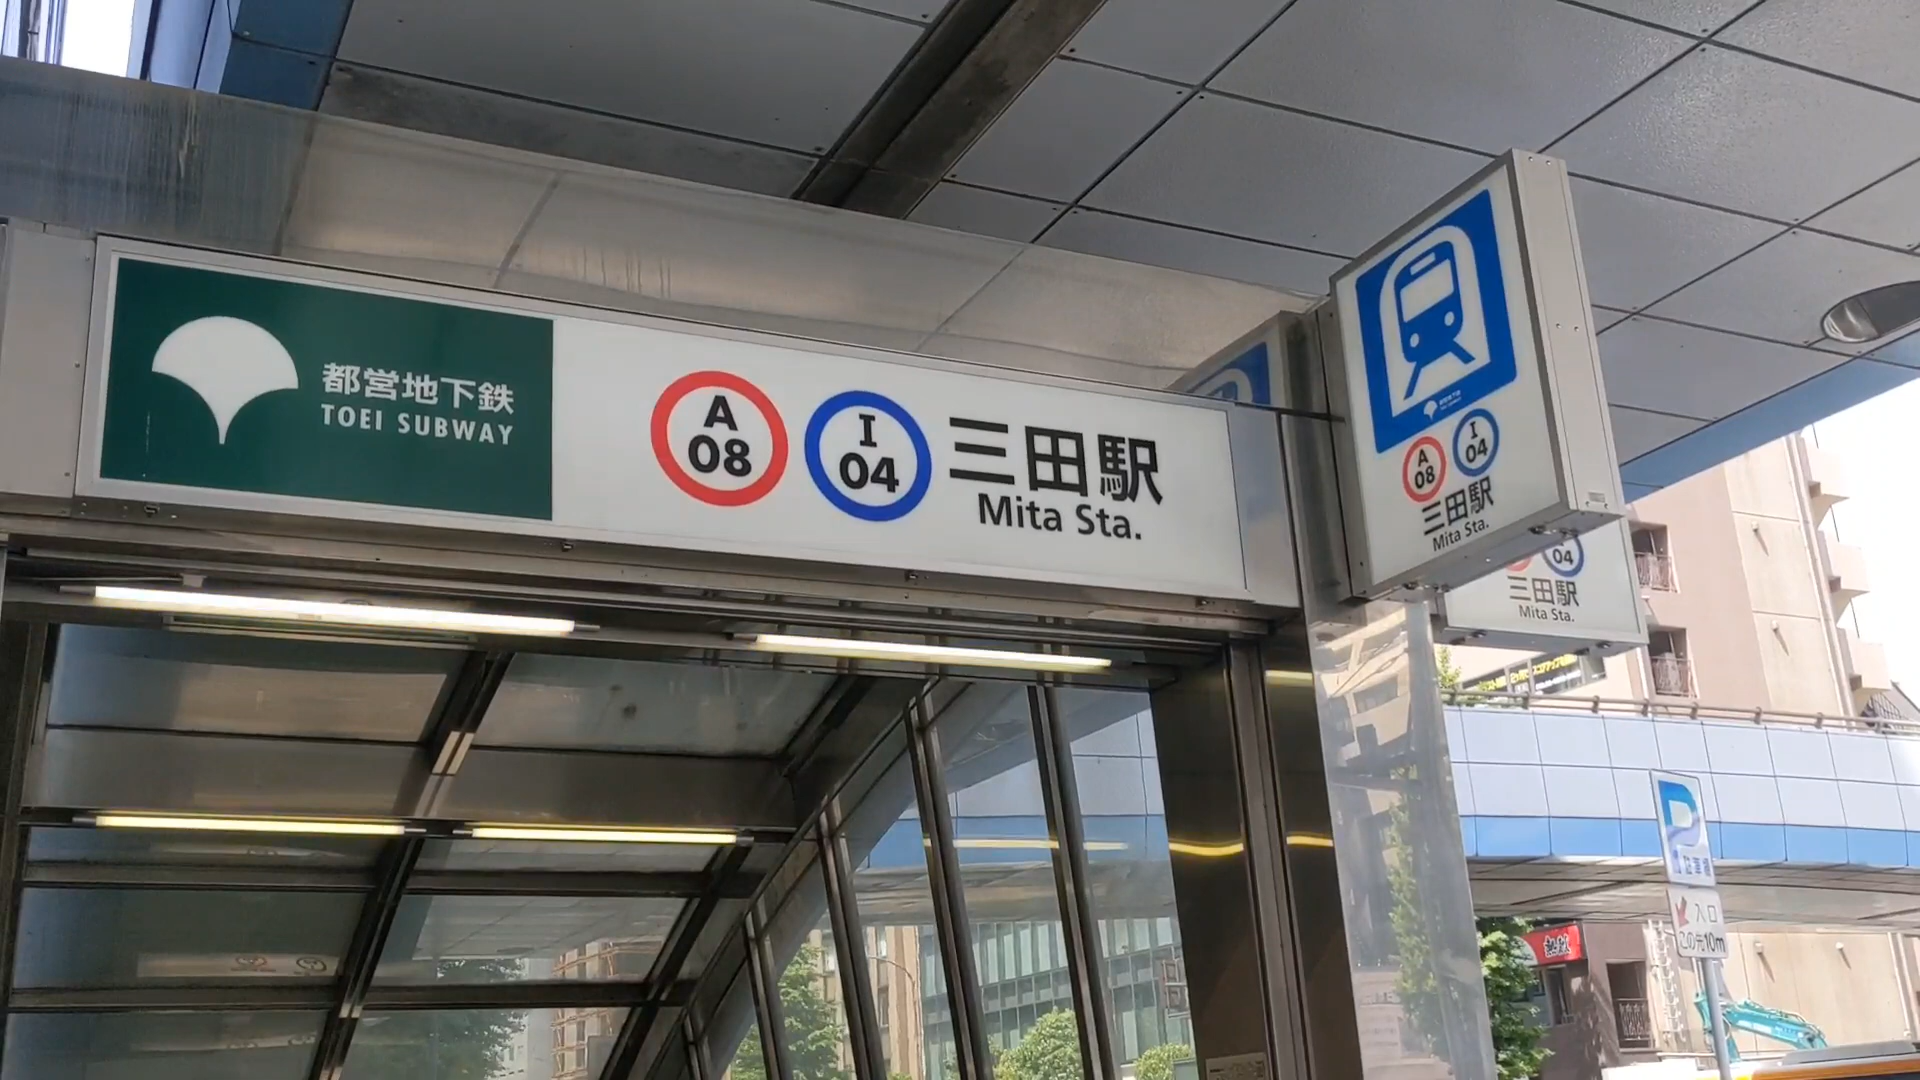 都営地下鉄
TOEI SUBWAY
A
08
I
04
三田駅
Mita Sta.
A
08
I
04
三田駅
Mita Sta.
04
三田駅
Mita Sta.
P
駐車場
入口
この先10m